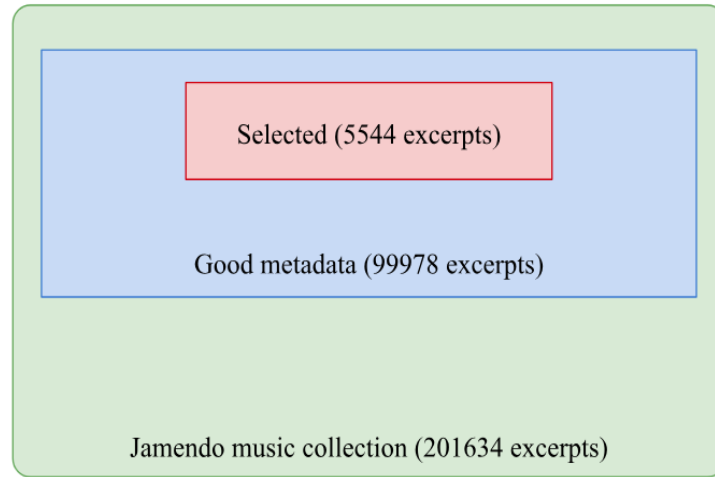 Selected (5544 excerpts)
Good metadata (99978 excerpts)
Jamendo music collection (201634 excerpts)